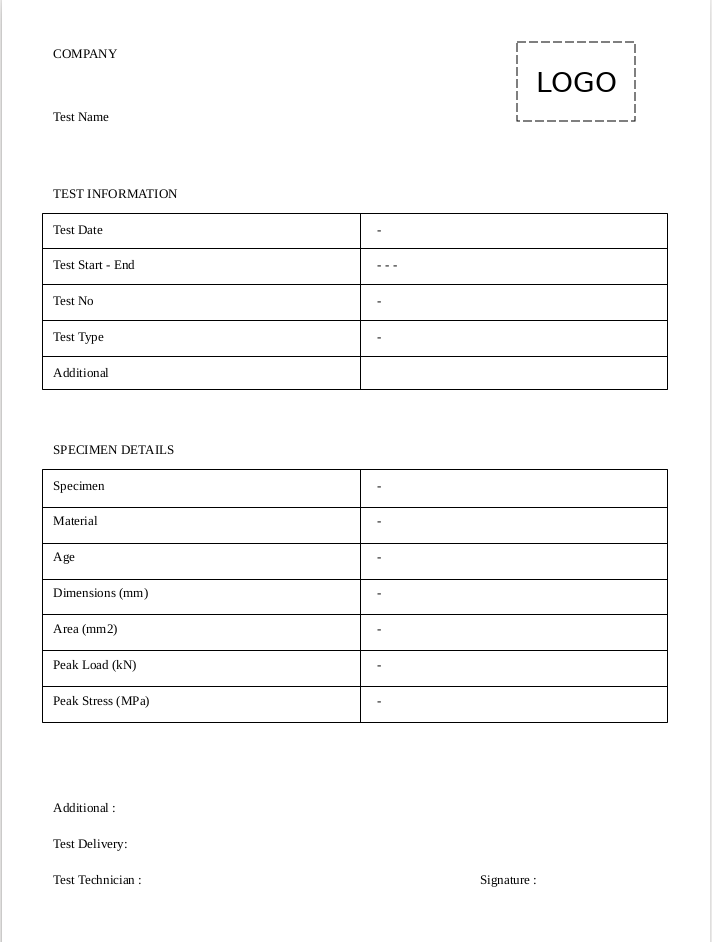 COMPANY
LOGO
Test Name
TEST INFORMATION
Test Date -
Test Start - End - - -
Test No -
Test Type -
Additional
SPECIMEN DETAILS
Specimen -
Material -
Age -
Dimensions (mm) -
Area (mm2) -
Peak Load (kN) -
Peak Stress (MPa) -
Additional :
Test Delivery:
Test Technician : Signature :